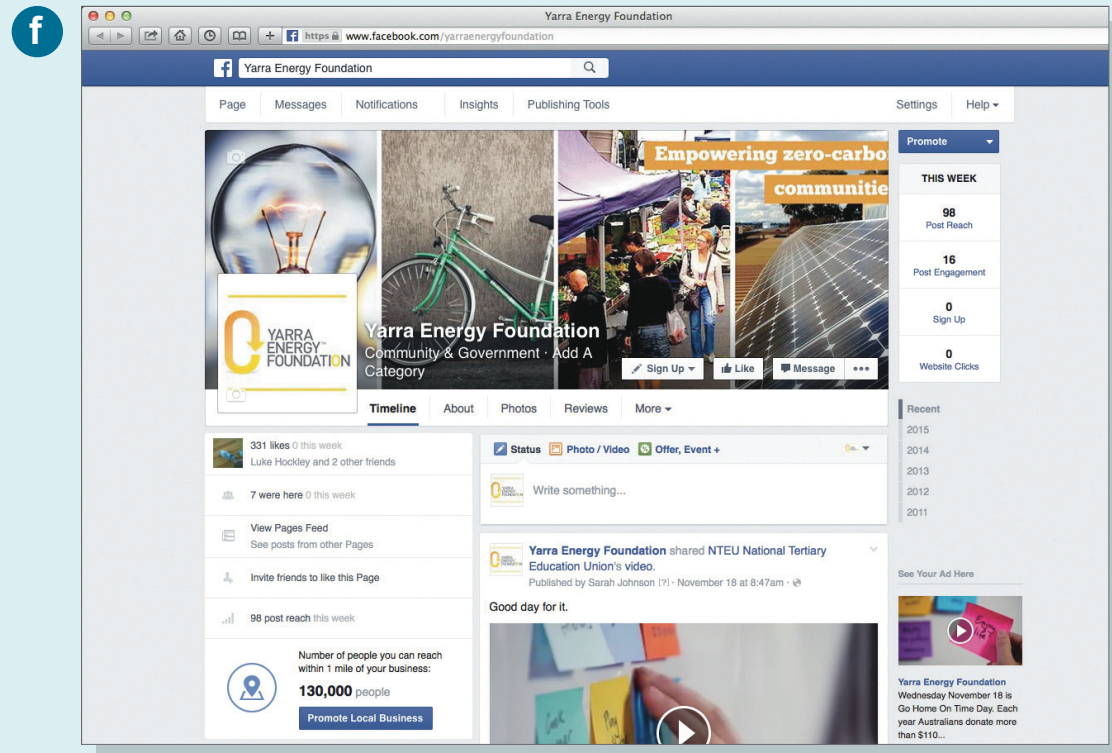 f
Yarra Energy Foundation
https www.facebook.com/yarraenergyfoundation
Yarra Energy Foundation
Page Messages Notifications Insights Publishing Tools Settings Help
Empowering zero-carbo
communitie
YARRA
ENERGY
FOUNDATION
Yarra Energy Foundation
Community & Government · Add A
Category
Sign Up Like Message
Timeline About Photos Reviews More
Promote
THIS WEEK
98
Post Reach
16
Post Engagement
0
Sign Up
0
Website Clicks
Recent
2015
2014
2013
2012
2011
331 likes 0 this week
Luke Hockley and 2 other friends
7 were here 0 this week
View Pages Feed
See posts from other Pages
Invite friends to like this Page
98 post reach this week
Number of people you can reach
within 1 mile of your business:
130,000 people
Promote Local Business
Status Photo / Video Offer, Event +
Write something...
Yarra Energy Foundation shared NTEU National Tertiary
Education Union's video.
Published by Sarah Johnson [?] · November 18 at 8:47am ·
Good day for it.
See Your Ad Here
Enjoy
life
Yarra Energy Foundation
Wednesday November 18 is
Go Home On Time Day. Each
year Australians donate more
than $110...